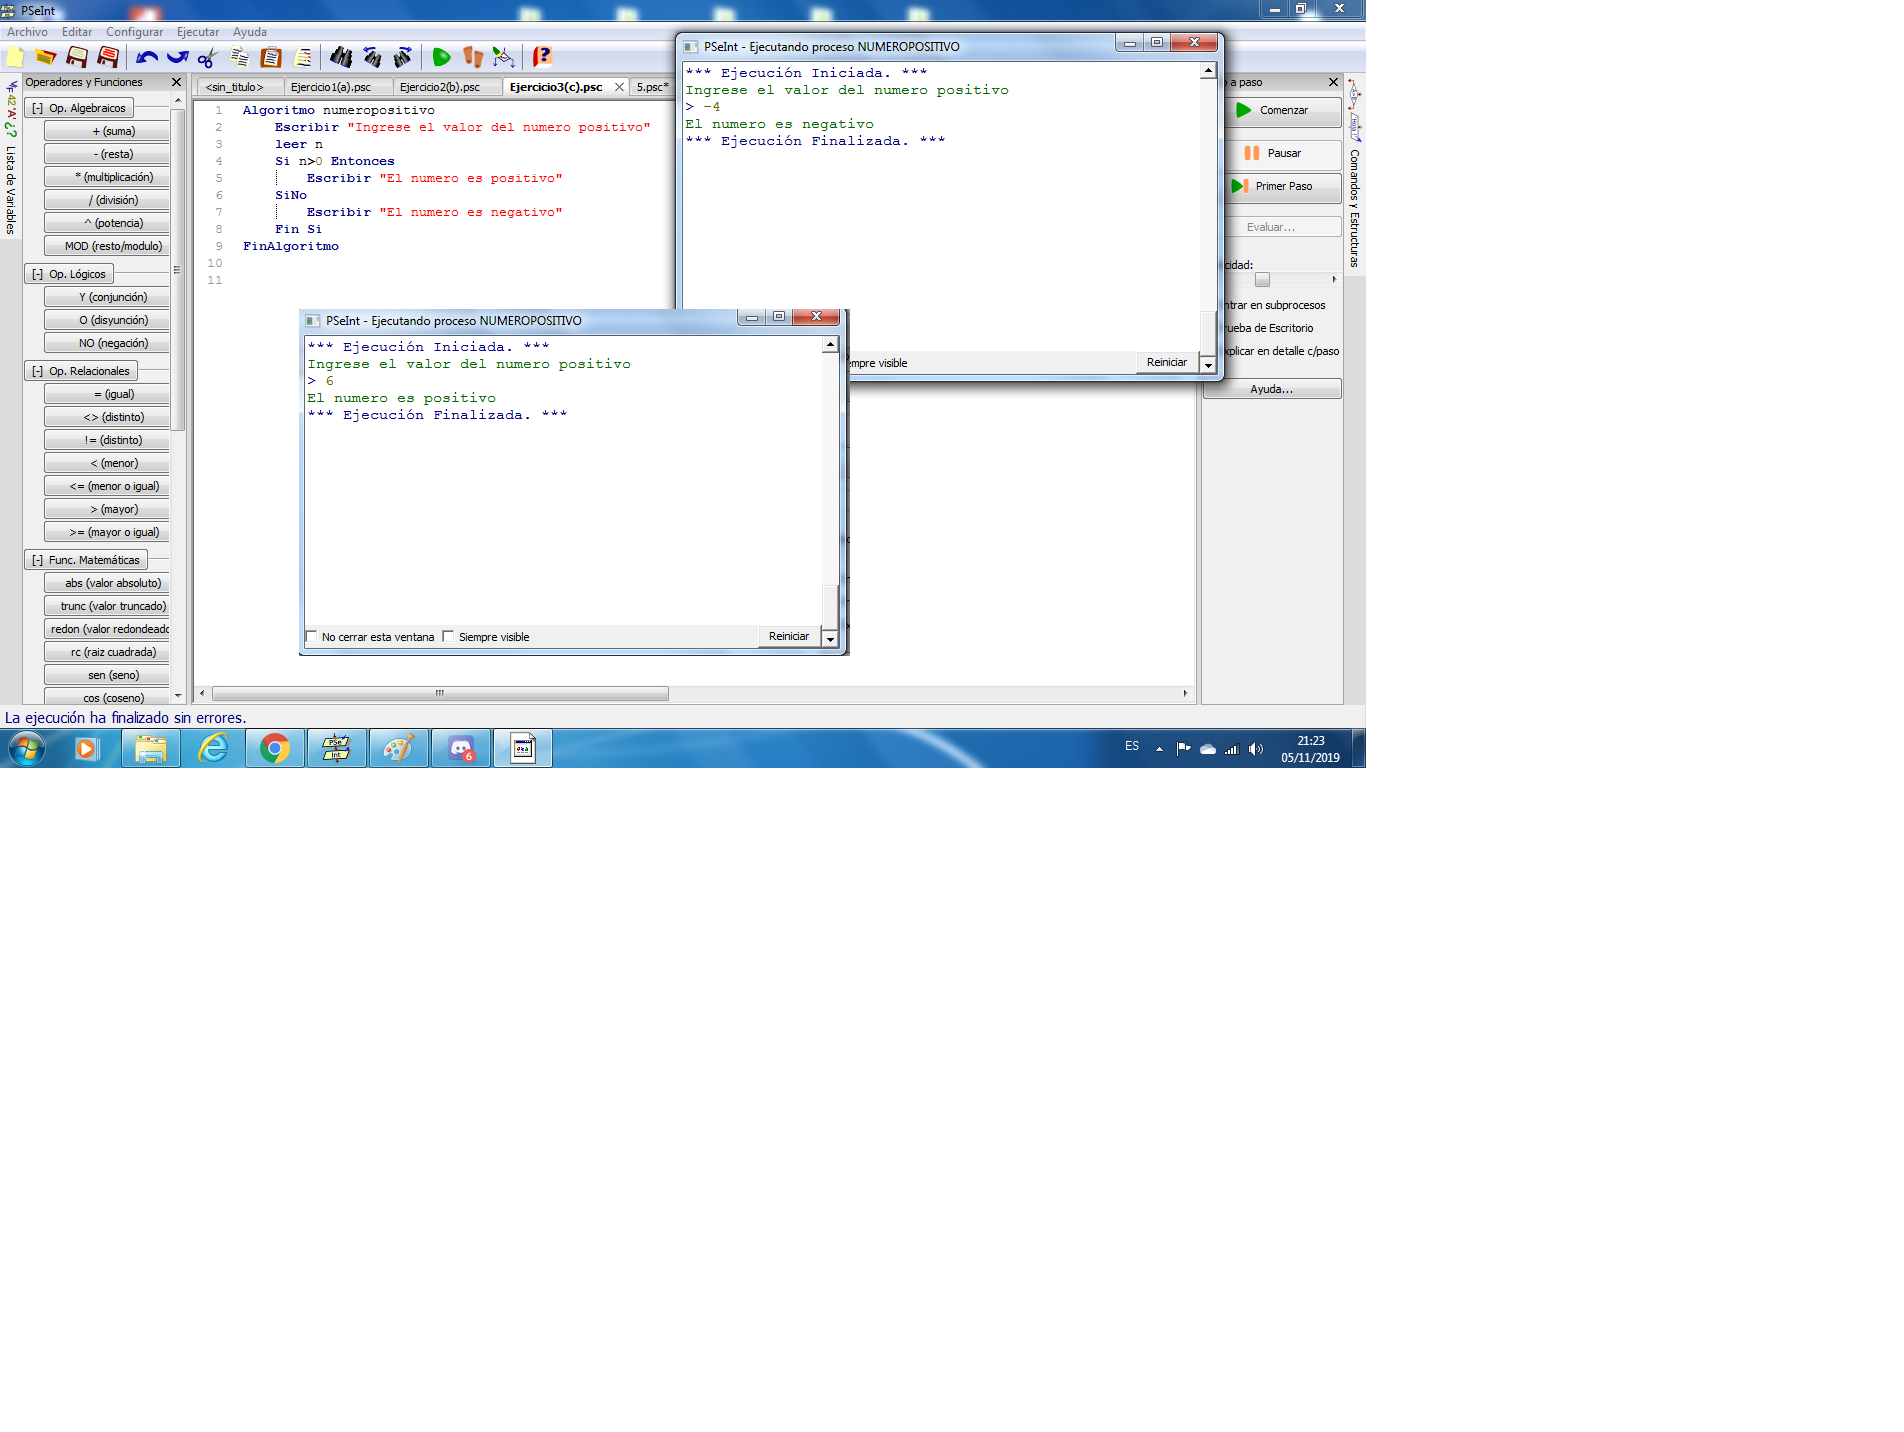 PSeInt
Archivo Editar Configurar Ejecutar Ayuda
Operadores y Funciones
[-] Op. Algebraicos
+ (suma)
- (resta)
* (multiplicación)
/ (división)
^ (potencia)
MOD (resto/modulo)
[-] Op. Lógicos
Y (conjunción)
O (disyunción)
NO (negación)
[-] Op. Relacionales
= (igual)
<> (distinto)
!= (distinto)
< (menor)
<= (menor o igual)
> (mayor)
>= (mayor o igual)
[-] Func. Matemáticas
abs (valor absoluto)
trunc (valor truncado)
redon (valor redondeado
rc (raiz cuadrada)
sen (seno)
cos (coseno)
*,42 'A' ¿? Lista de Variables
<sin_titulo> Ejercicio1(a).psc Ejercicio2(b).psc Ejercicio3(c).psc 5.psc*
1 Algoritmo numeropositivo
2 Escribir "Ingrese el valor del numero positivo"
3 leer n
4 Si n>0 Entonces
5 Escribir "El numero es positivo"
6 SiNo
7 Escribir "El numero es negativo"
8 Fin Si
9 FinAlgoritmo
10
11
PSeInt - Ejecutando proceso NUMEROPOSITIVO
*** Ejecución Iniciada. ***
Ingrese el valor del numero positivo
> -4
El numero es negativo
*** Ejecución Finalizada. ***
empre visible Reiniciar
PSeInt - Ejecutando proceso NUMEROPOSITIVO
*** Ejecución Iniciada. ***
Ingrese el valor del numero positivo
> 6
El numero es positivo
*** Ejecución Finalizada. ***
No cerrar esta ventana Siempre visible Reiniciar
o a paso
Comenzar
Pausar
Primer Paso
Evaluar...
cidad:
ntrar en subprocesos
rueba de Escritorio
xplicar en detalle c/paso
Ayuda...
Comandos y Estructuras
La ejecución ha finalizado sin errores.
PSe
Int
6
ES
21:23
05/11/2019